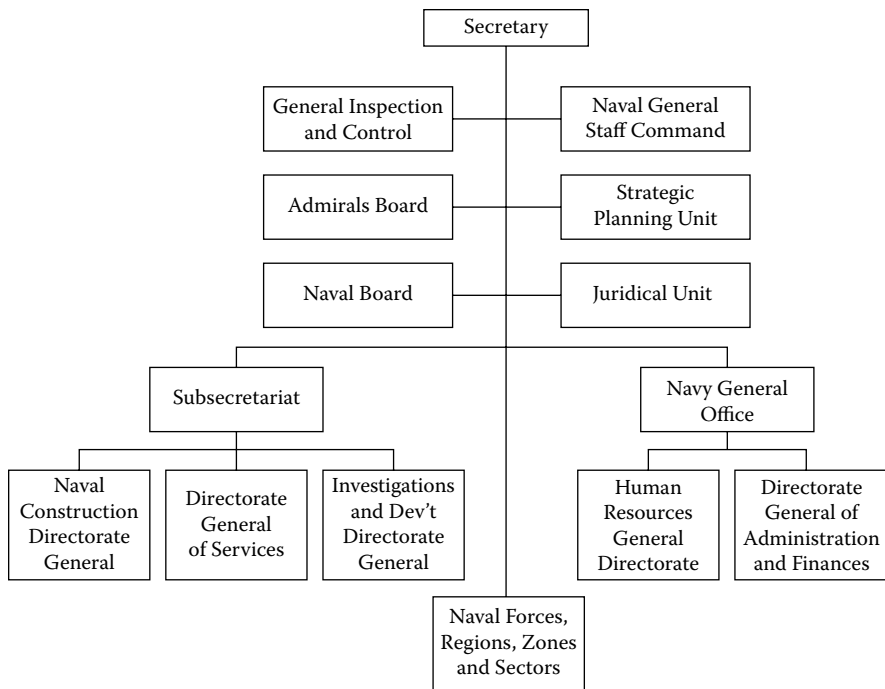 Secretary
General Inspection
and Control
Naval General
Staff Command
Admirals Board
Strategic
Planning Unit
Naval Board
Juridical Unit
Subsecretariat
Navy General
Office
Naval
Construction
Directorate
General
Directorate
General
of Services
Investigations
and Dev't
Directorate
General
Human
Resources
General
Directorate
Directorate
General of
Administration
and Finances
Naval Forces,
Regions, Zones
and Sectors